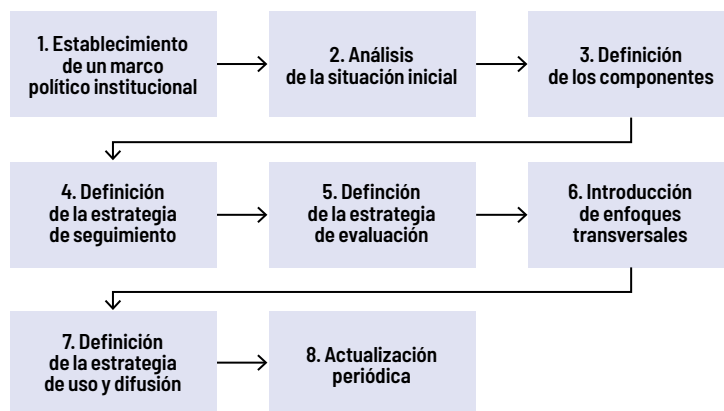 1. Establecimiento
de un marco
político institucional
2. Análisis
de la situación inicial
3. Definición
de los componentes
4. Definición
de la estrategia
de seguimiento
5. Definción
de la estrategia
de evaluación
6. Introducción
de enfoques
transversales
7. Definición
de la estrategia
de uso y difusión
8. Actualización
periódica